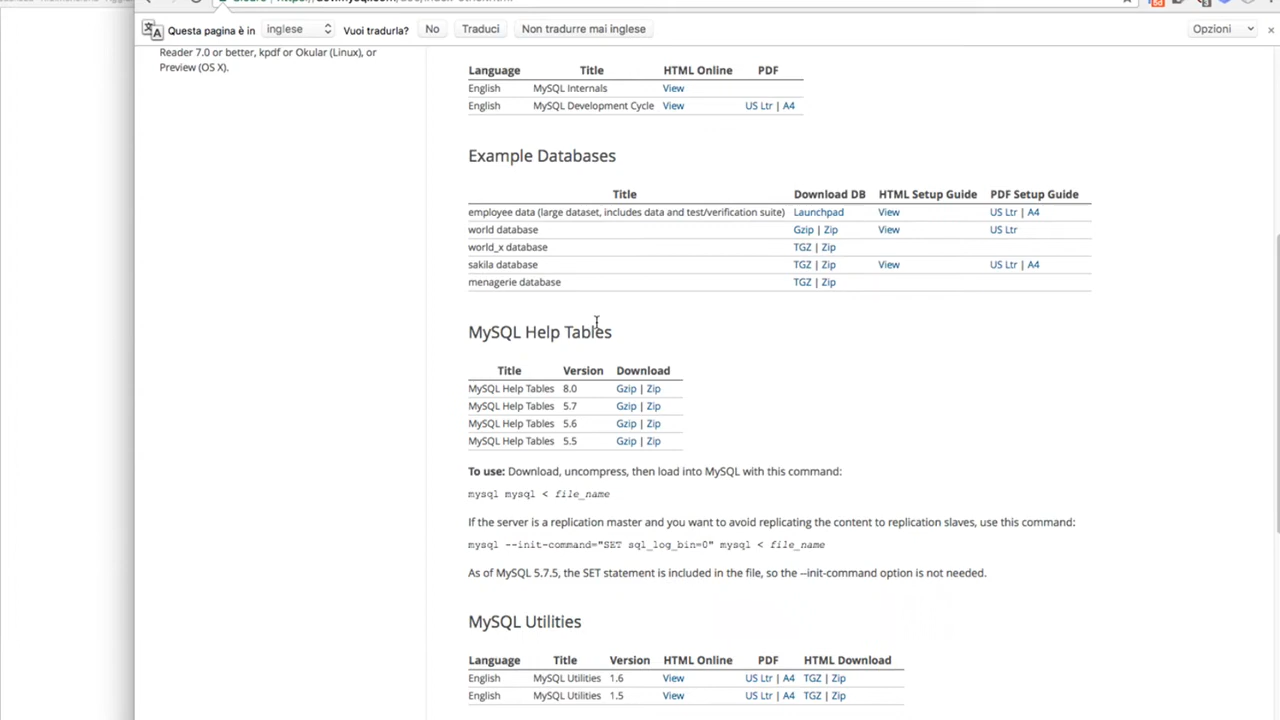 Questa pagina è in inglese Vuoi tradurla? No Traduci Non tradurre mai inglese Opzioni ×
Reader 7.0 or better, kpdf or Okular (Linux), or
Preview (OS X).
Language Title HTML Online PDF
English MySQL Internals View
English MySQL Development Cycle View US Ltr | A4
Example Databases
Title Download DB HTML Setup Guide PDF Setup Guide
employee data (large dataset, includes data and test/verification suite) Launchpad View US Ltr | A4
world database Gzip | Zip View US Ltr
world_x database TGZ | Zip
sakila database TGZ | Zip View US Ltr | A4
menagerie database TGZ | Zip
MySQL Help Tables
Title Version Download
MySQL Help Tables 8.0 Gzip | Zip
MySQL Help Tables 5.7 Gzip | Zip
MySQL Help Tables 5.6 Gzip | Zip
MySQL Help Tables 5.5 Gzip | Zip
To use: Download, uncompress, then load into MySQL with this command:
mysql mysql < file_name
If the server is a replication master and you want to avoid replicating the content to replication slaves, use this command:
mysql --init-command="SET sql_log_bin=0" mysql < file_name
As of MySQL 5.7.5, the SET statement is included in the file, so the --init-command option is not needed.
MySQL Utilities
Language Title Version HTML Online PDF HTML Download
English MySQL Utilities 1.6 View US Ltr | A4 TGZ | Zip
English MySQL Utilities 1.5 View US Ltr | A4 TGZ | Zip